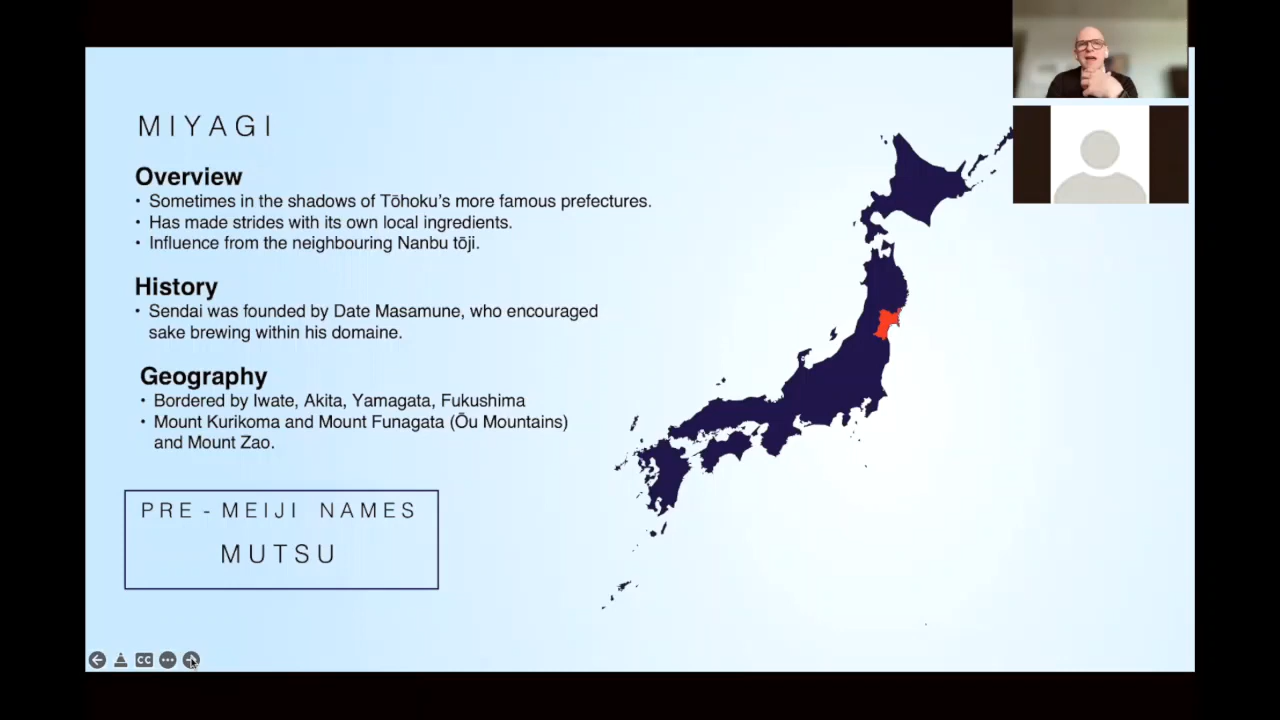 MIYAGI
Overview
• Sometimes in the shadows of Tōhoku's more famous prefectures.
• Has made strides with its own local ingredients.
• Influence from the neighbouring Nanbu tōji.
History
• Sendai was founded by Date Masamune, who encouraged
sake brewing within his domaine.
Geography
• Bordered by Iwate, Akita, Yamagata, Fukushima
• Mount Kurikoma and Mount Funagata (Ōu Mountains)
and Mount Zao.
PRE-MEIJI NAMES
MUTSU
CC